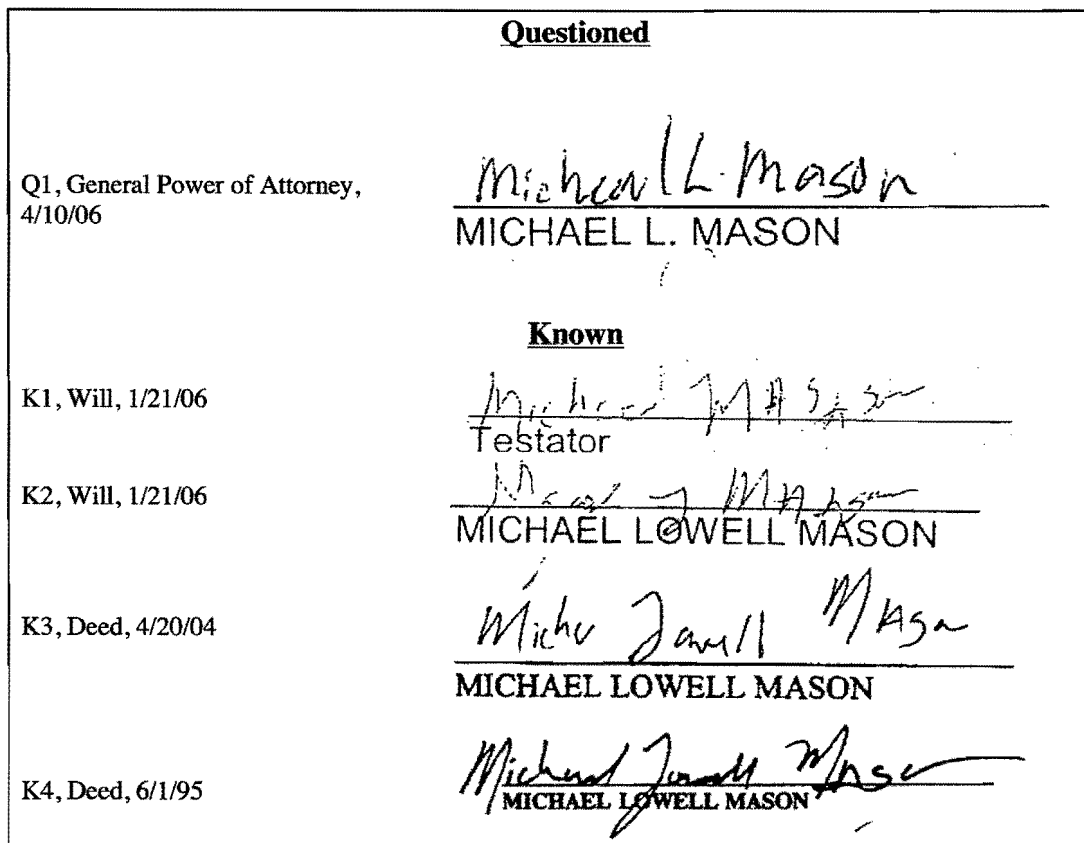 Questioned
Q1, General Power of Attorney,
4/10/06
Micheal L. Mason
MICHAEL L. MASON
Known
K1, Will, 1/21/06
Testator
K2, Will, 1/21/06
MICHAEL LOWELL MASON
K3, Deed, 4/20/04
MICHAEL LOWELL MASON
K4, Deed, 6/1/95
Michael Lowell Mason
MICHAEL LOWELL MASON